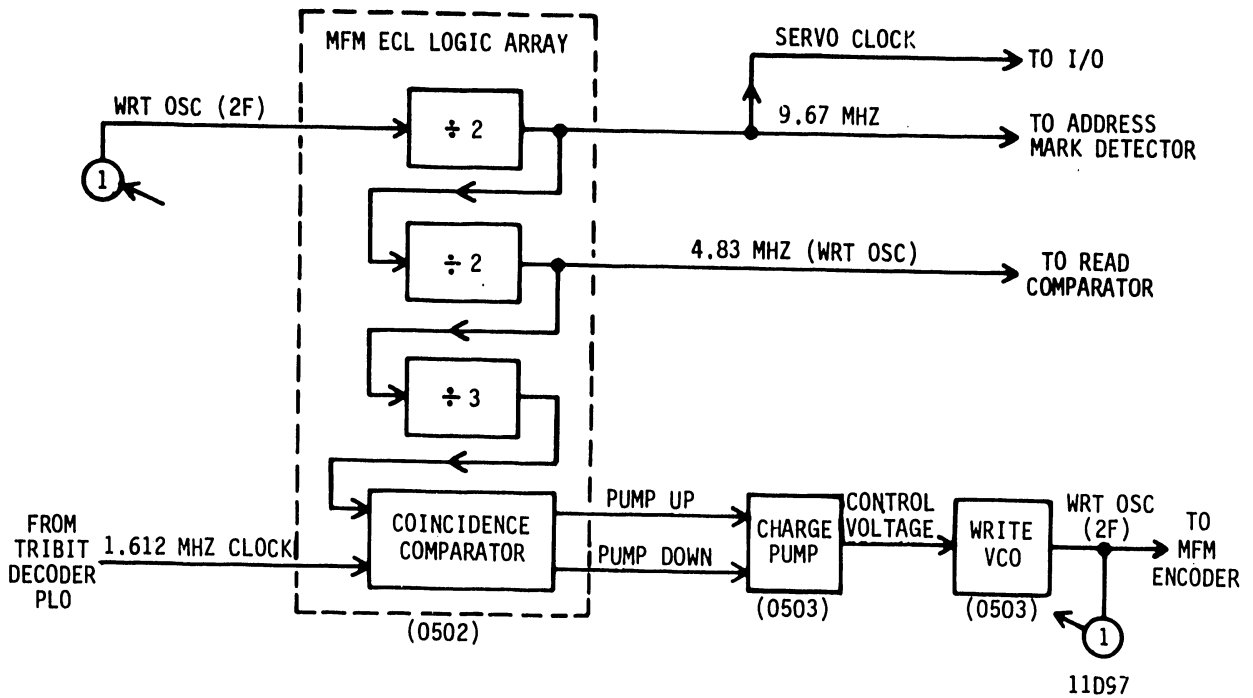 MFM ECL LOGIC ARRAY
SERVO CLOCK
TO I/O
WRT OSC (2F)
÷ 2
9.67 MHZ
TO ADDRESS
MARK DETECTOR
1
÷ 2
4.83 MHZ (WRT OSC)
TO READ
COMPARATOR
÷ 3
FROM
TRIBIT
DECODER
PLO
1.612 MHZ CLOCK
COINCIDENCE
COMPARATOR
(0502)
PUMP UP
PUMP DOWN
CHARGE
PUMP
(0503)
CONTROL
VOLTAGE
WRITE
VCO
(0503)
WRT OSC
(2F)
TO
MFM
ENCODER
1
11D97